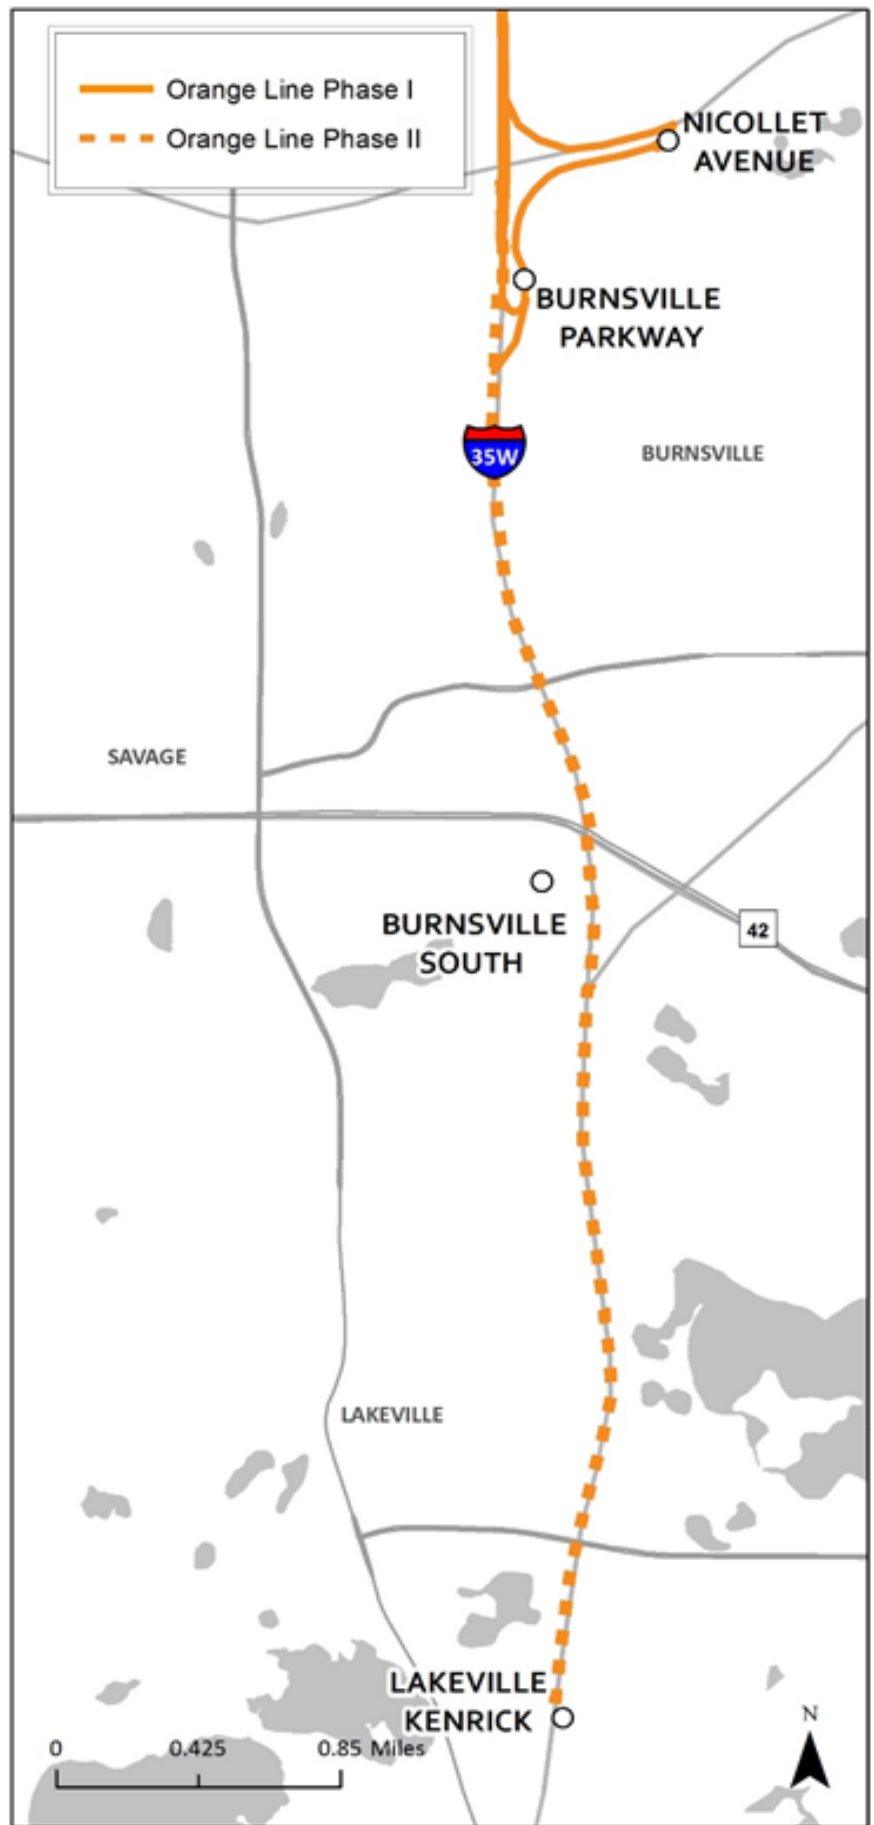 Orange Line Phase I
Orange Line Phase II
NICOLLET
AVENUE
BURNSVILLE
PARKWAY
35W
BURNSVILLE
SAVAGE
BURNSVILLE
SOUTH
42
LAKEVILLE
LAKEVILLE
KENRICK
N
0 0.425 0.85 Miles